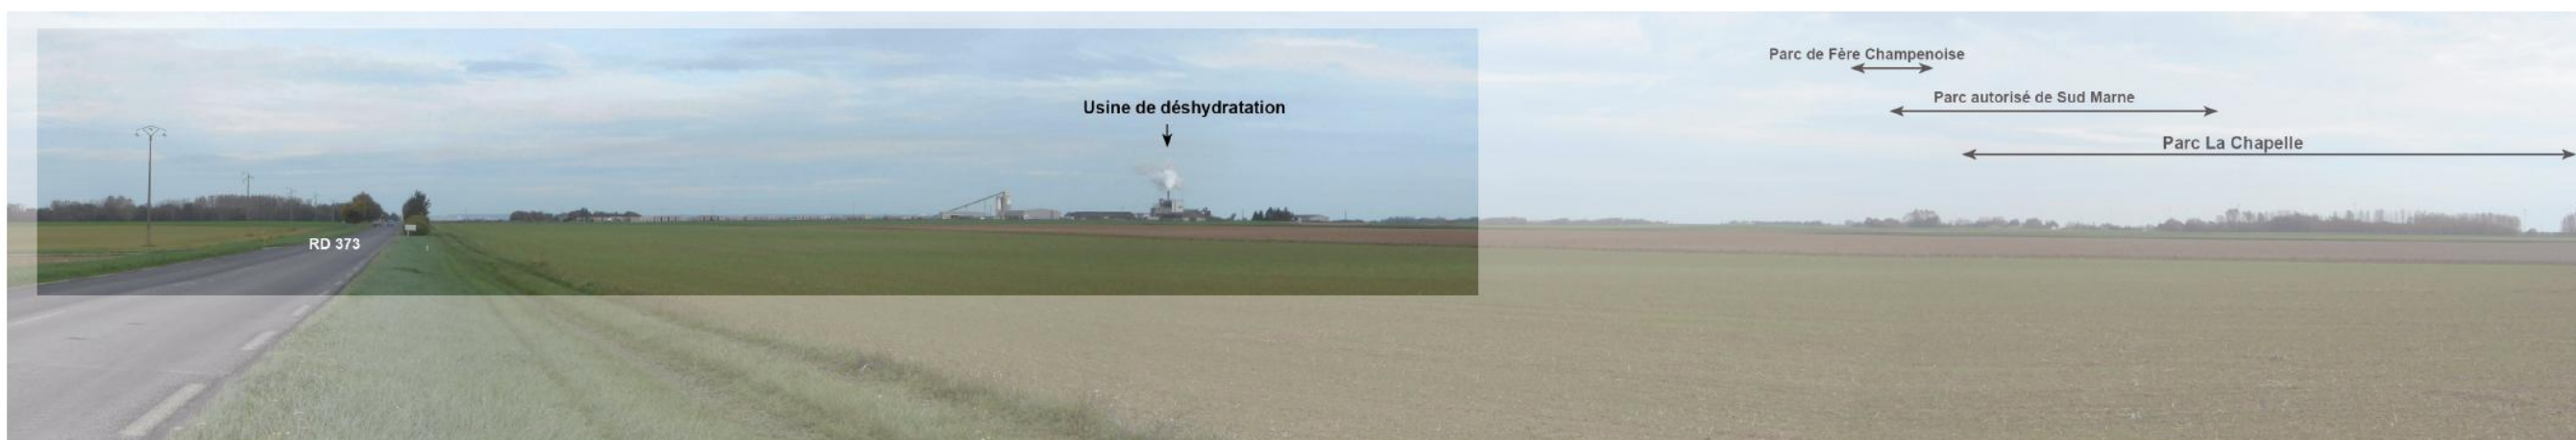 Parc de Fère Champenoise
Parc autorisé de Sud Marne
Usine de déshydratation
Parc La Chapelle
RD 373